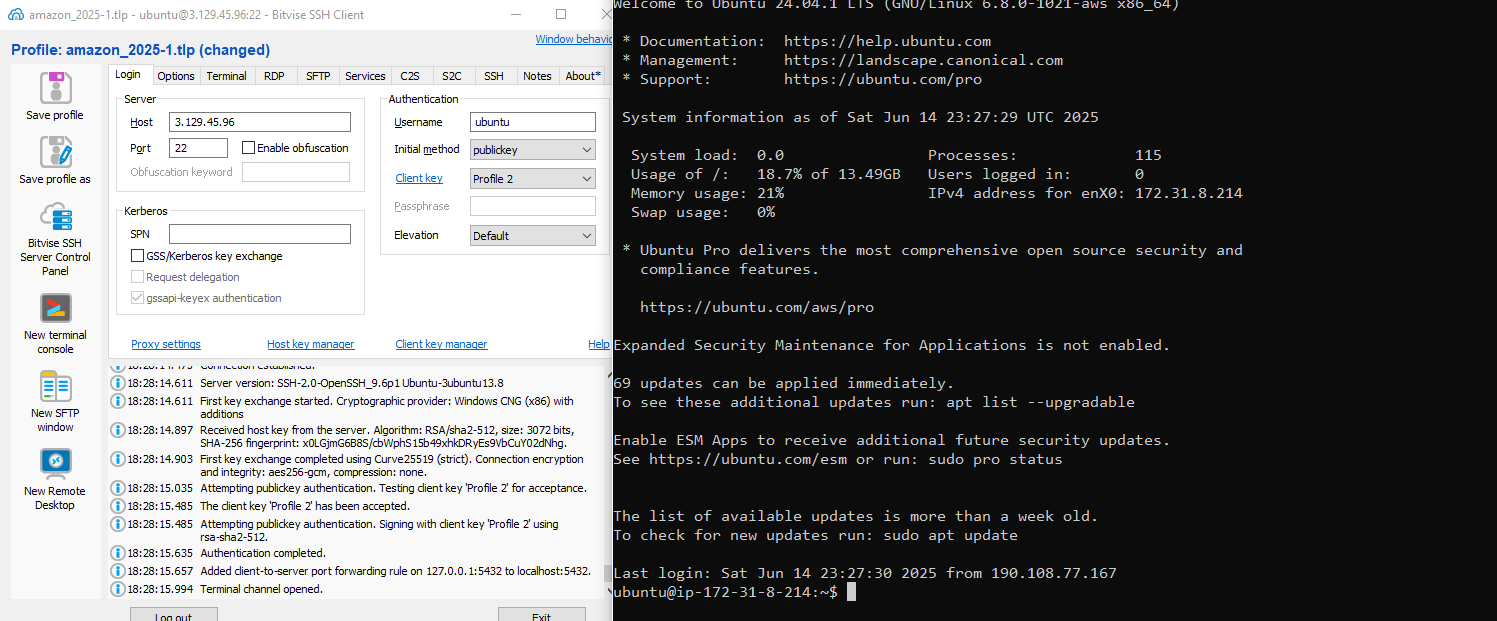 amazon_2025-1.tlp - ubuntu@3.129.45.96:22 - Bitvise SSH Client
Profile: amazon_2025-1.tlp (changed)
Window behavio
Save profile
Save profile as
Bitvise SSH
Server Control
Panel
New terminal
console
New SFTP
window
New Remote
Desktop
Login Options Terminal RDP SFTP Services C2S S2C SSH Notes About*
Server
Host 3.129.45.96
Port 22 Enable obfuscation
Obfuscation keyword
Kerberos
SPN
GSS/Kerberos key exchange
Request delegation
gssapi-keyex authentication
Authentication
Username ubuntu
Initial method publickey
Client key Profile 2
Passphrase
Elevation Default
Proxy settings Host key manager Client key manager Help
18:28:14.475 Connection established.
18:28:14.611 Server version: SSH-2.0-OpenSSH_9.6p1 Ubuntu-3ubuntu13.8
18:28:14.611 First key exchange started. Cryptographic provider: Windows CNG (x86) with
additions
18:28:14.897 Received host key from the server. Algorithm: RSA/sha2-512, size: 3072 bits,
SHA-256 fingerprint: x0LGjmG6B8S/cbWphS15b49xhkDRyEs9VbCuY02dNhg.
18:28:14.903 First key exchange completed using Curve25519 (strict). Connection encryption
and integrity: aes256-gcm, compression: none.
18:28:15.035 Attempting publickey authentication. Testing client key 'Profile 2' for acceptance.
18:28:15.485 The client key 'Profile 2' has been accepted.
18:28:15.485 Attempting publickey authentication. Signing with client key 'Profile 2' using
rsa-sha2-512.
18:28:15.635 Authentication completed.
18:28:15.657 Added client-to-server port forwarding rule on 127.0.0.1:5432 to localhost:5432.
18:28:15.994 Terminal channel opened.
Log out Exit
Welcome to Ubuntu 24.04.1 LTS (GNU/Linux 6.8.0-1021-aws x86_64)
* Documentation: https://help.ubuntu.com
* Management: https://landscape.canonical.com
* Support: https://ubuntu.com/pro
System information as of Sat Jun 14 23:27:29 UTC 2025
System load: 0.0 Processes: 115
Usage of /: 18.7% of 13.49GB Users logged in: 0
Memory usage: 21% IPv4 address for enX0: 172.31.8.214
Swap usage: 0%
* Ubuntu Pro delivers the most comprehensive open source security and
compliance features.
https://ubuntu.com/aws/pro
Expanded Security Maintenance for Applications is not enabled.
69 updates can be applied immediately.
To see these additional updates run: apt list --upgradable
Enable ESM Apps to receive additional future security updates.
See https://ubuntu.com/esm or run: sudo pro status
The list of available updates is more than a week old.
To check for new updates run: sudo apt update
Last login: Sat Jun 14 23:27:30 2025 from 190.108.77.167
ubuntu@ip-172-31-8-214:~$